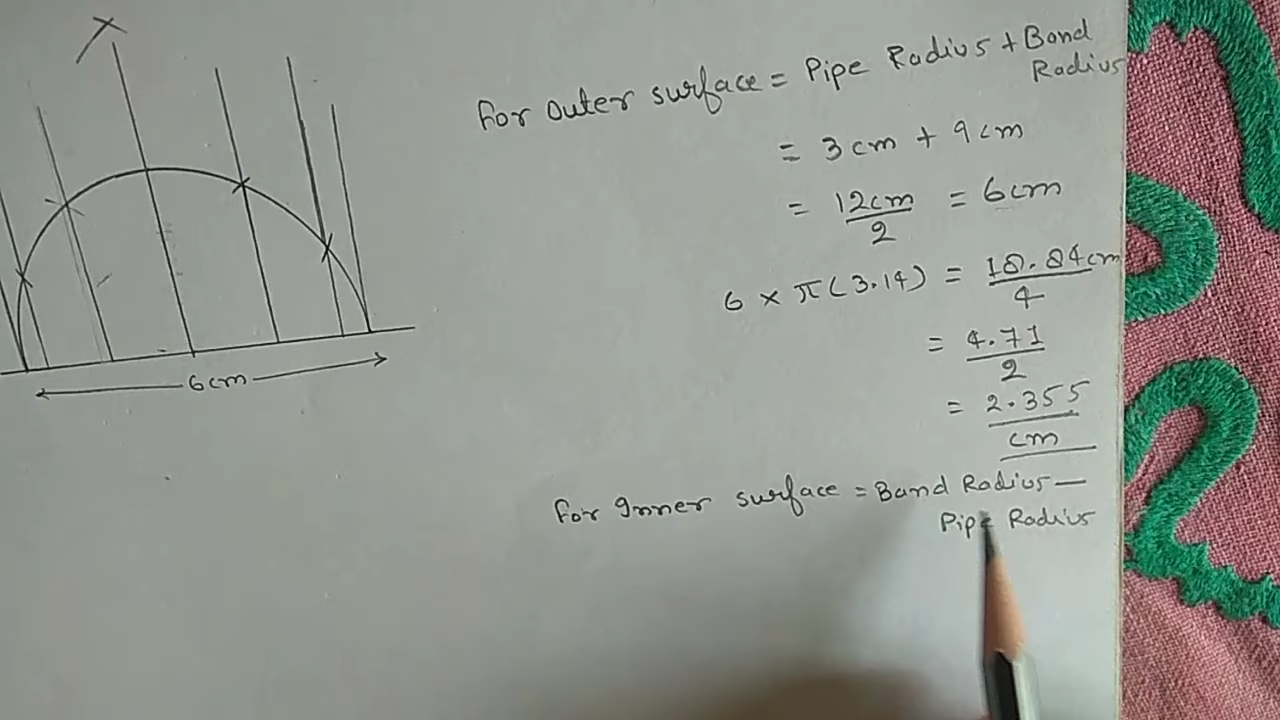 For outer surface = Pipe Radius + Band
Radius
= 3cm + 9cm
= 12cm/2 = 6cm
6 × π(3.14) = 18.84cm/4
= 4.71/2
= 2.355
cm
6cm
For Inner surface = Band Radius —
Pipe Radius